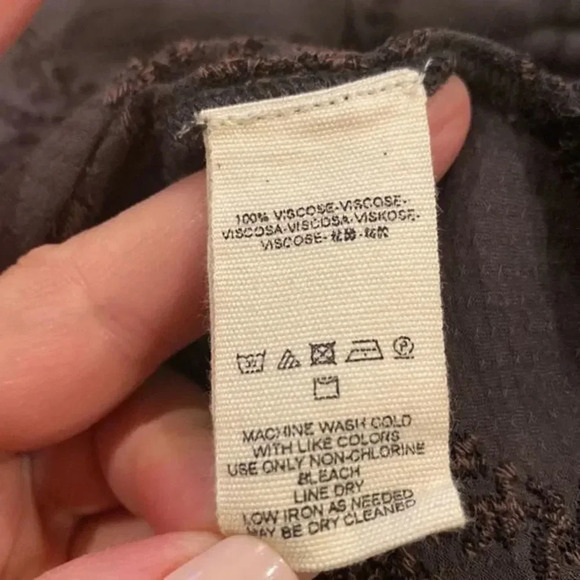 100% VISCOSE-VISCOSE-
VISCOSA-VISCOSA-VISKOSE-
VISCOSE-
MACHINE WASH COLD
WITH LIKE COLORS
USE ONLY NON-CHLORINE
BLEACH
LINE DRY
LOW IRON AS NEEDED
MAY BE DRY CLEANED